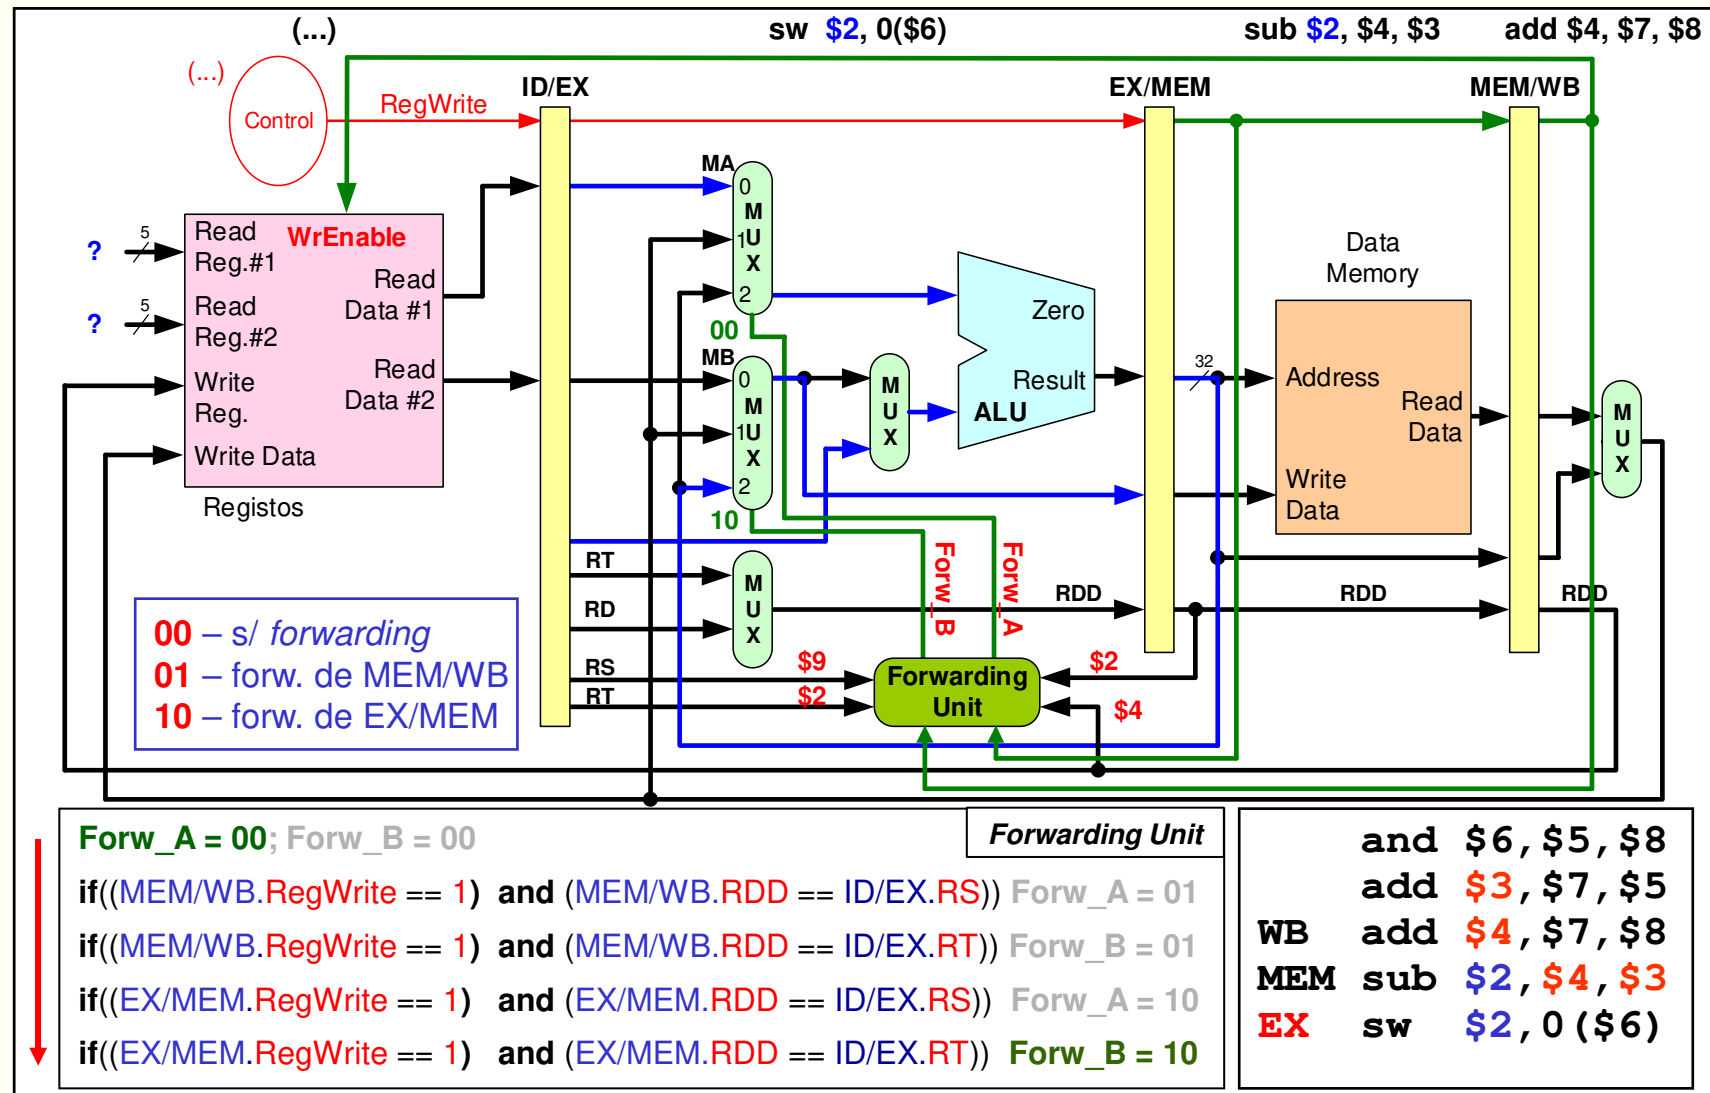 (...)
sw $2, 0($6)
sub $2, $4, $3
add $4, $7, $8
(...)
Control
RegWrite
ID/EX
EX/MEM
MEM/WB
WrEnable
Read
Reg.#1
Read
Reg.#2
Write
Reg.
Write Data
Read
Data #1
Read
Data #2
Registos
?
5
?
5
MA
0
M
1U
X
2
00
MB
0
M
1U
X
2
10
M
U
X
Zero
Result
ALU
32
Data
Memory
Address
Read
Data
Write
Data
M
U
X
RT
RD
M
U
X
RDD
RDD
RDD
Forw_B
Forw_A
RS
$9
RT
$2
Forwarding
Unit
$2
$4
00 – s/ forwarding
01 – forw. de MEM/WB
10 – forw. de EX/MEM
Forw_A = 00; Forw_B = 00
Forwarding Unit
if((MEM/WB.RegWrite == 1) and (MEM/WB.RDD == ID/EX.RS)) Forw_A = 01
if((MEM/WB.RegWrite == 1) and (MEM/WB.RDD == ID/EX.RT)) Forw_B = 01
if((EX/MEM.RegWrite == 1) and (EX/MEM.RDD == ID/EX.RS)) Forw_A = 10
if((EX/MEM.RegWrite == 1) and (EX/MEM.RDD == ID/EX.RT)) Forw_B = 10
and $6,$5,$8
add $3,$7,$5
WB add $4,$7,$8
MEM sub $2,$4,$3
EX sw $2,0($6)